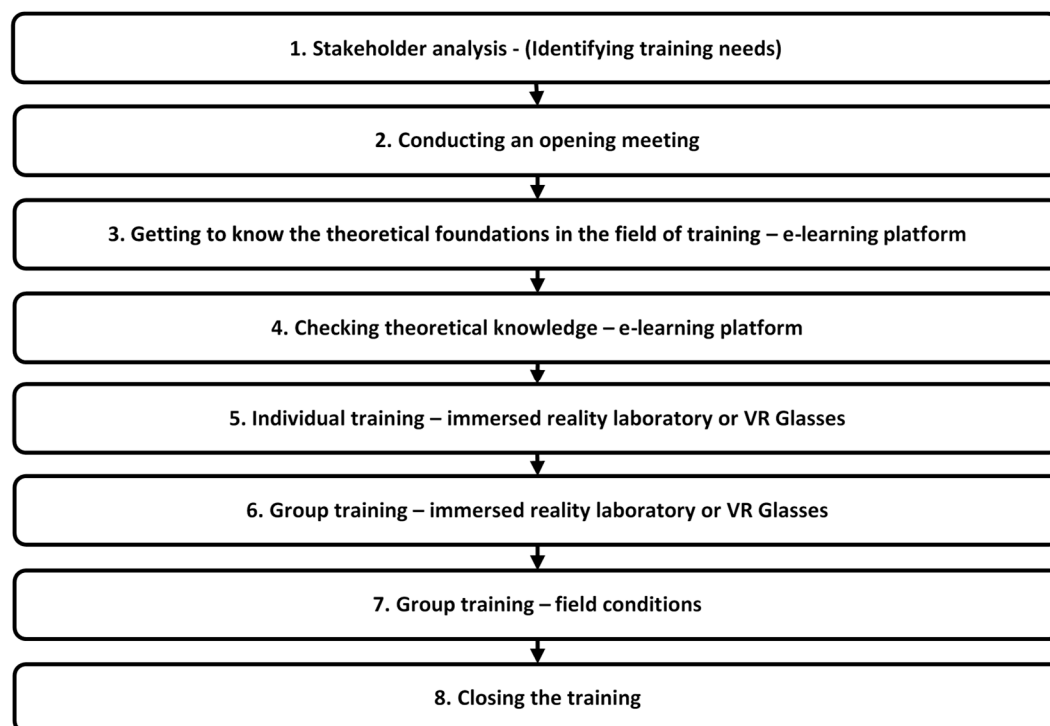 1. Stakeholder analysis - (Identifying training needs)
2. Conducting an opening meeting
3. Getting to know the theoretical foundations in the field of training – e-learning platform
4. Checking theoretical knowledge – e-learning platform
5. Individual training – immersed reality laboratory or VR Glasses
6. Group training – immersed reality laboratory or VR Glasses
7. Group training – field conditions
8. Closing the training